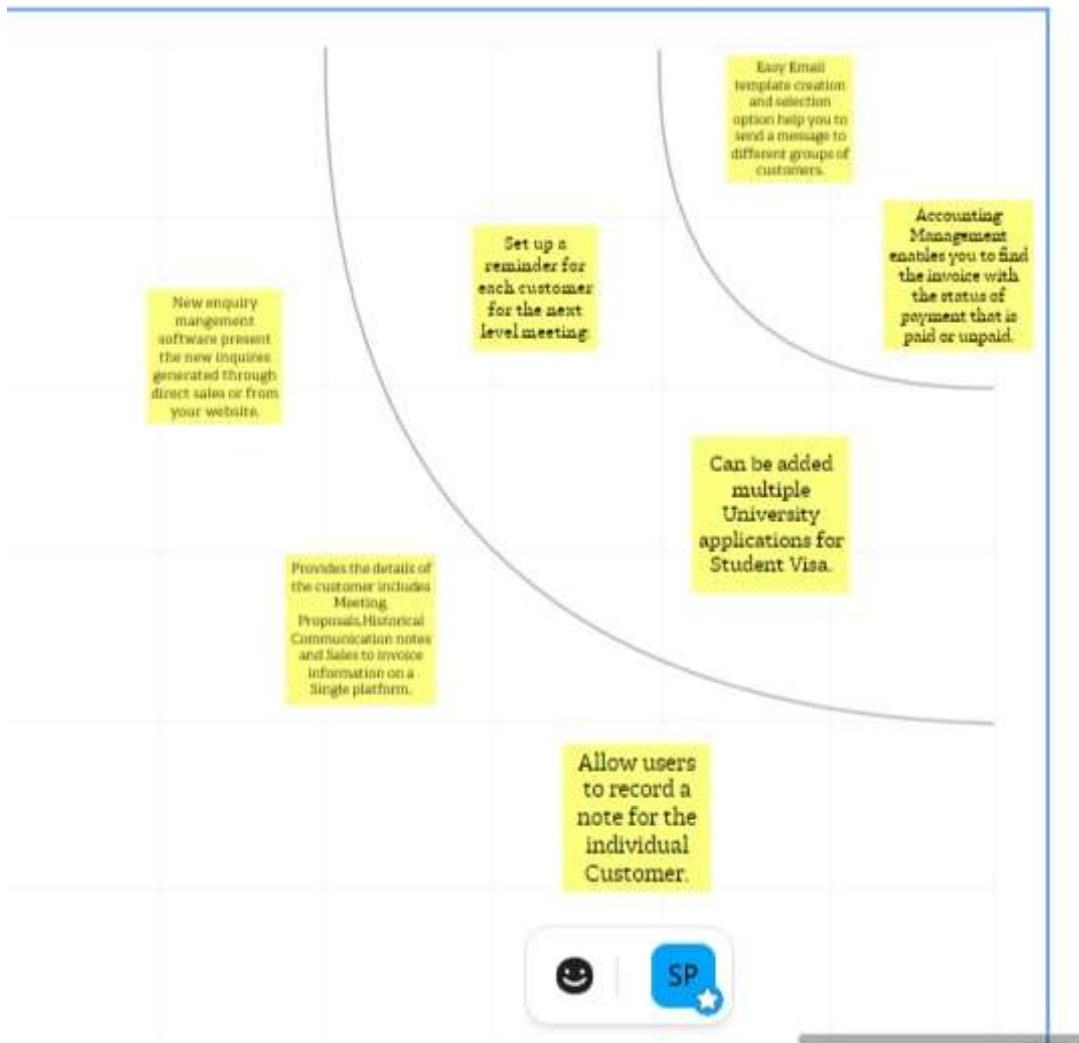 Easy Email
template creation
and selection
option help you to
send a message to
different groups of
customers.
Accounting
Management
enables you to find
the invoice with
the status of
payment that is
paid or unpaid.
Set up a
reminder for
each customer
for the next
level meeting.
New enquiry
mangement
software present
the new inquires
generated through
direct sales or from
your website.
Can be added
multiple
University
applications for
Student Visa.
Provides the details of
the customer includes
Meeting
Proposals,Historical
Communication notes
and Sales to invoice
information on a
Single platform.
Allow users
to record a
note for the
individual
Customer.
SP